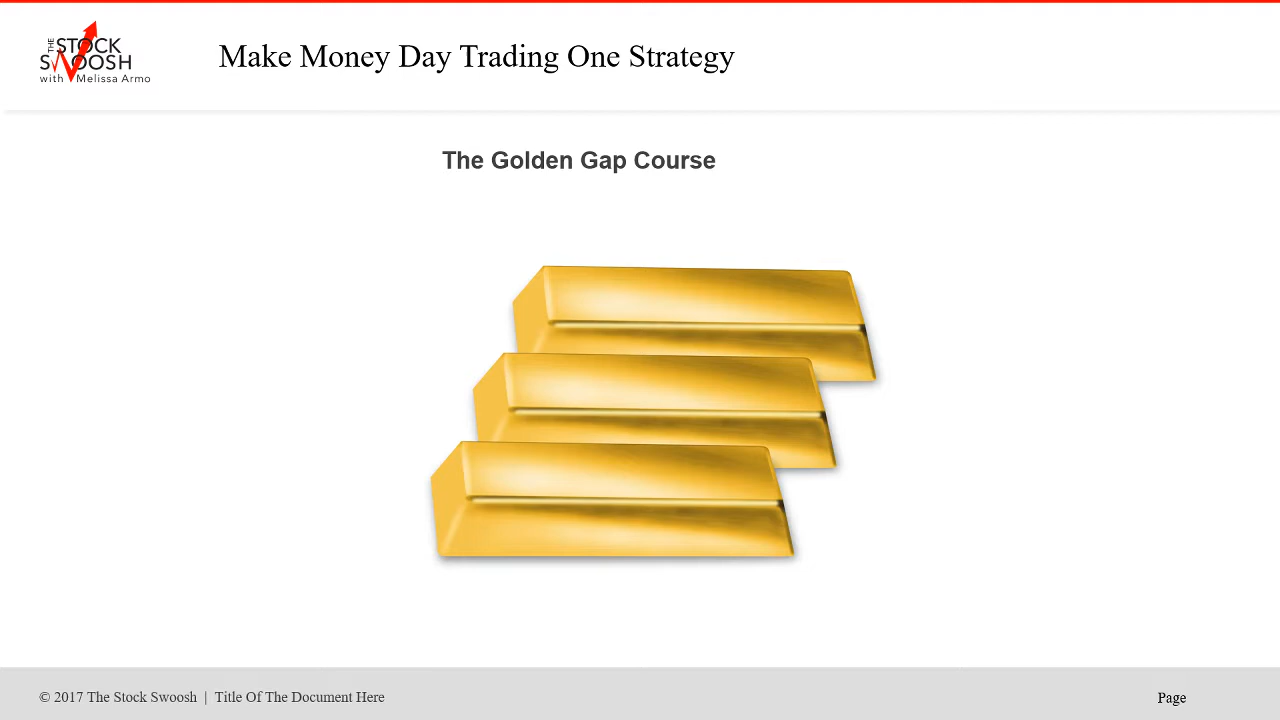 THE STOCK
SWOOSH
with Melissa Armo
Make Money Day Trading One Strategy
The Golden Gap Course
© 2017 The Stock Swoosh | Title Of The Document Here
Page